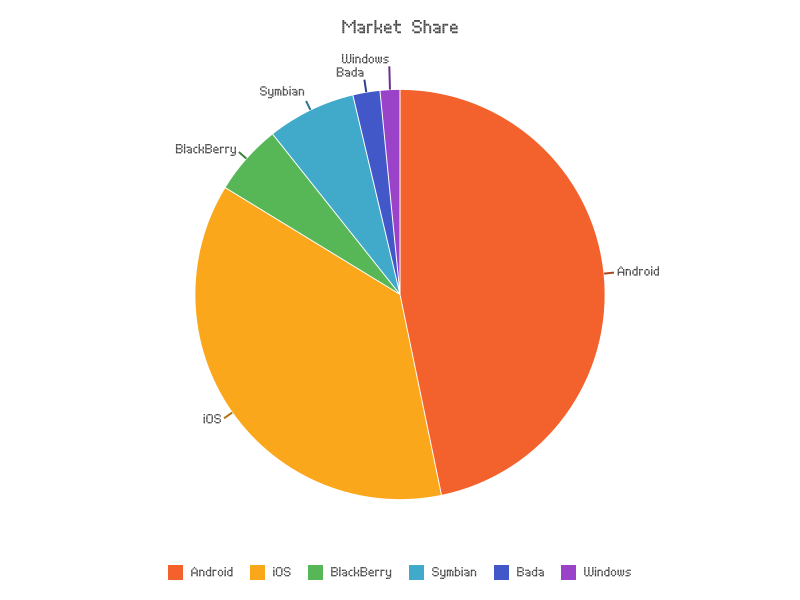 Market Share
Windows
Bada
Symbian
BlackBerry
Android
iOS
Android iOS BlackBerry Symbian Bada Windows